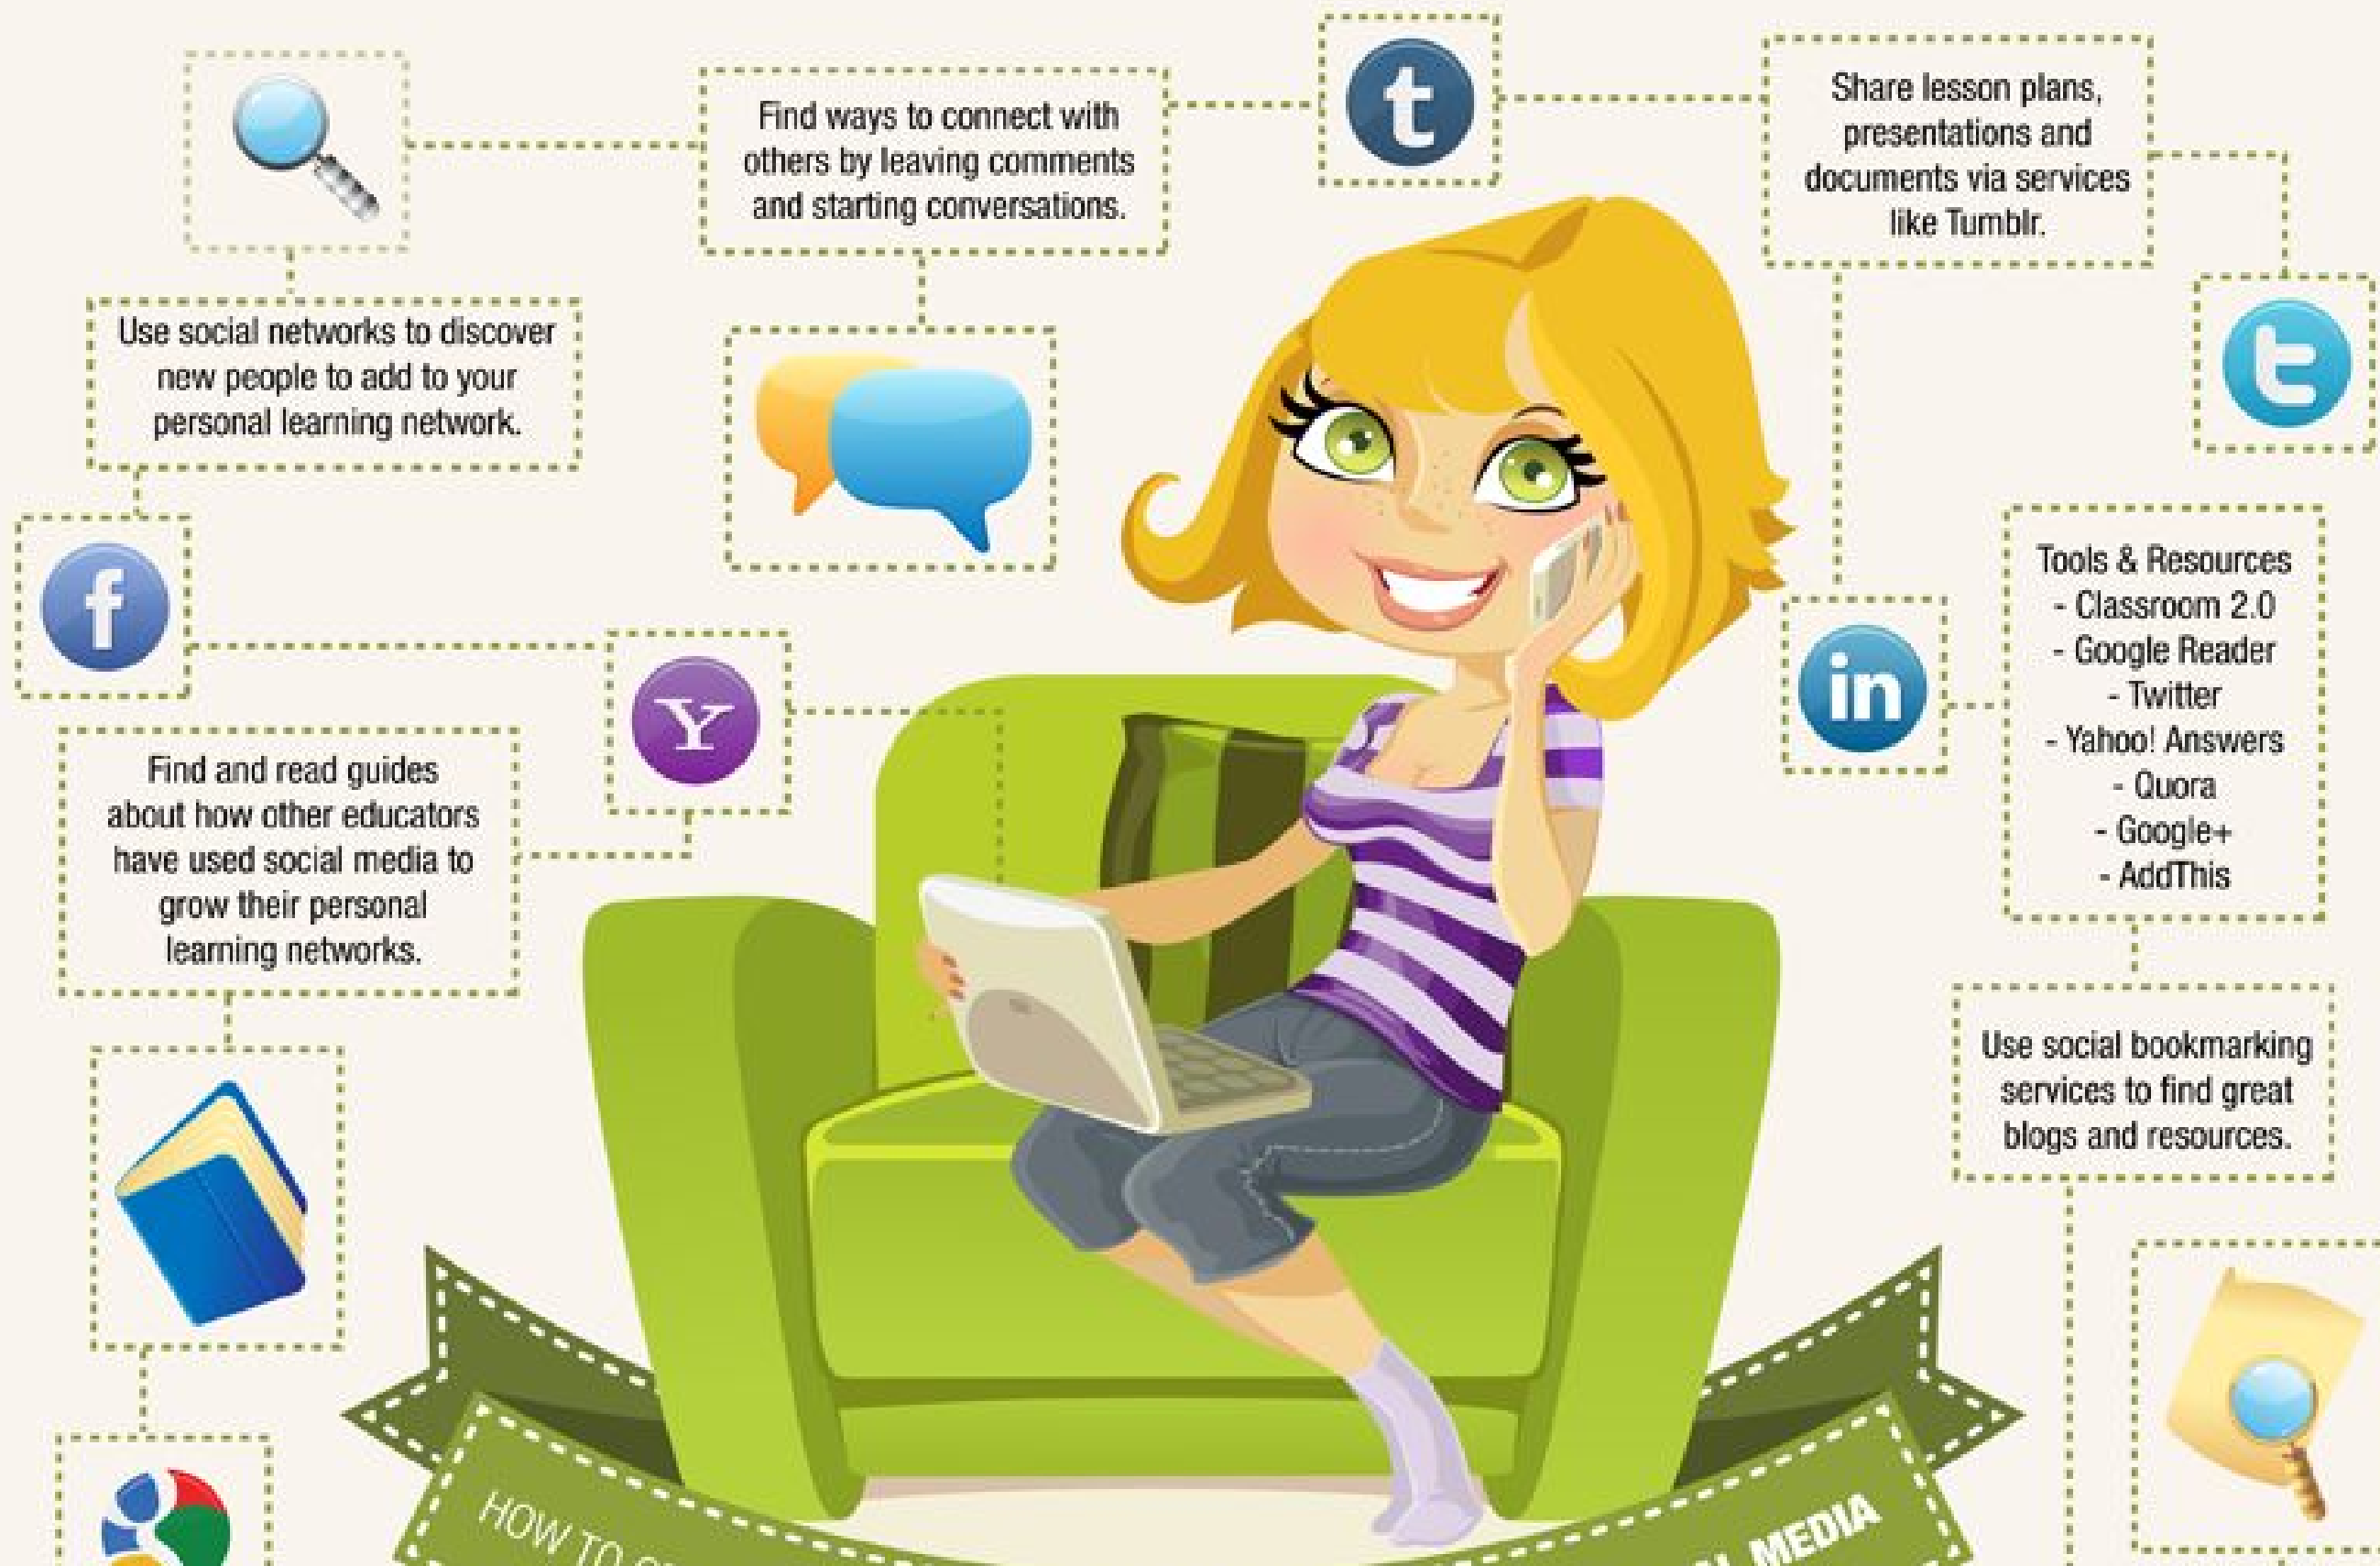 t
Find ways to connect with
others by leaving comments
and starting conversations.
Share lesson plans,
presentations and
documents via services
like Tumblr.
Use social networks to discover
new people to add to your
personal learning network.
t
f
Y
in
Tools & Resources
- Classroom 2.0
- Google Reader
- Twitter
- Yahoo! Answers
- Quora
- Google+
- AddThis
Find and read guides
about how other educators
have used social media to
grow their personal
learning networks.
Use social bookmarking
services to find great
blogs and resources.
HOW TO
MEDIA